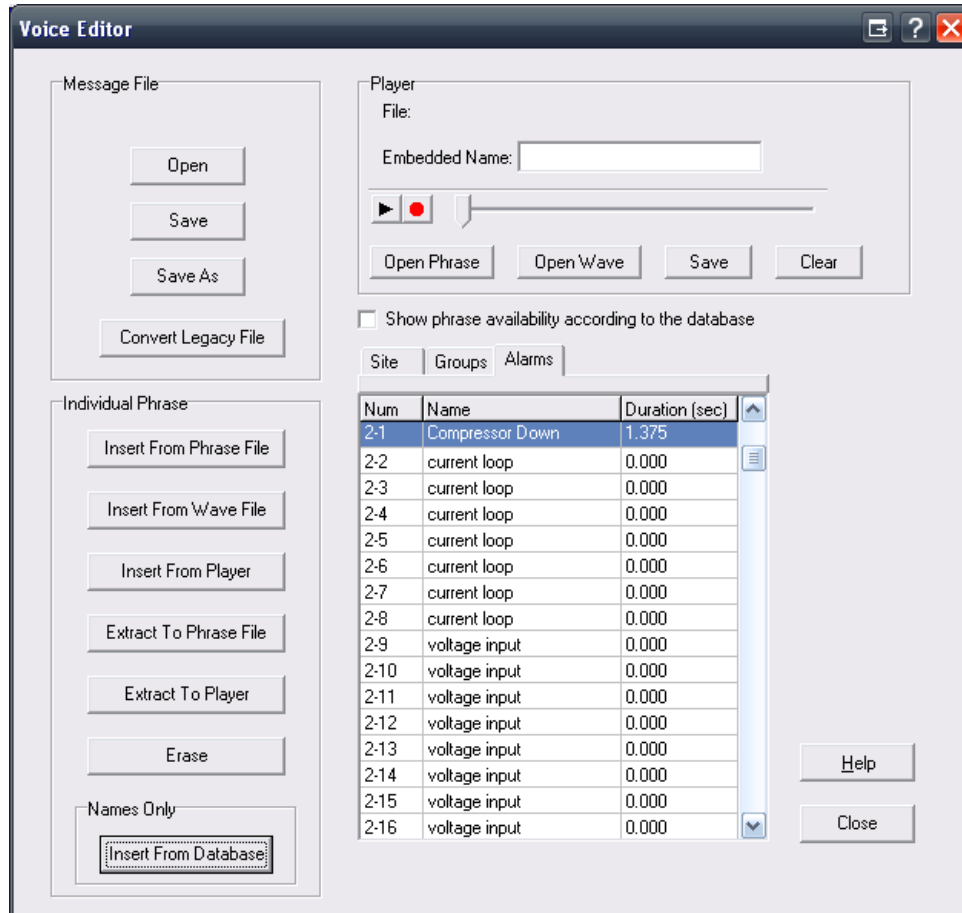 Voice Editor
Message File
Open
Save
Save As
Convert Legacy File
Individual Phrase
Insert From Phrase File
Insert From Wave File
Insert From Player
Extract To Phrase File
Extract To Player
Erase
Names Only
Insert From Database
Player
File:
Embedded Name:
Open Phrase Open Wave Save Clear
Show phrase availability according to the database
Site Groups Alarms
Num Name Duration (sec)
2-1 Compressor Down 1.375
2-2 current loop 0.000
2-3 current loop 0.000
2-4 current loop 0.000
2-5 current loop 0.000
2-6 current loop 0.000
2-7 current loop 0.000
2-8 current loop 0.000
2-9 voltage input 0.000
2-10 voltage input 0.000
2-11 voltage input 0.000
2-12 voltage input 0.000
2-13 voltage input 0.000
2-14 voltage input 0.000
2-15 voltage input 0.000
2-16 voltage input 0.000
Help
Close